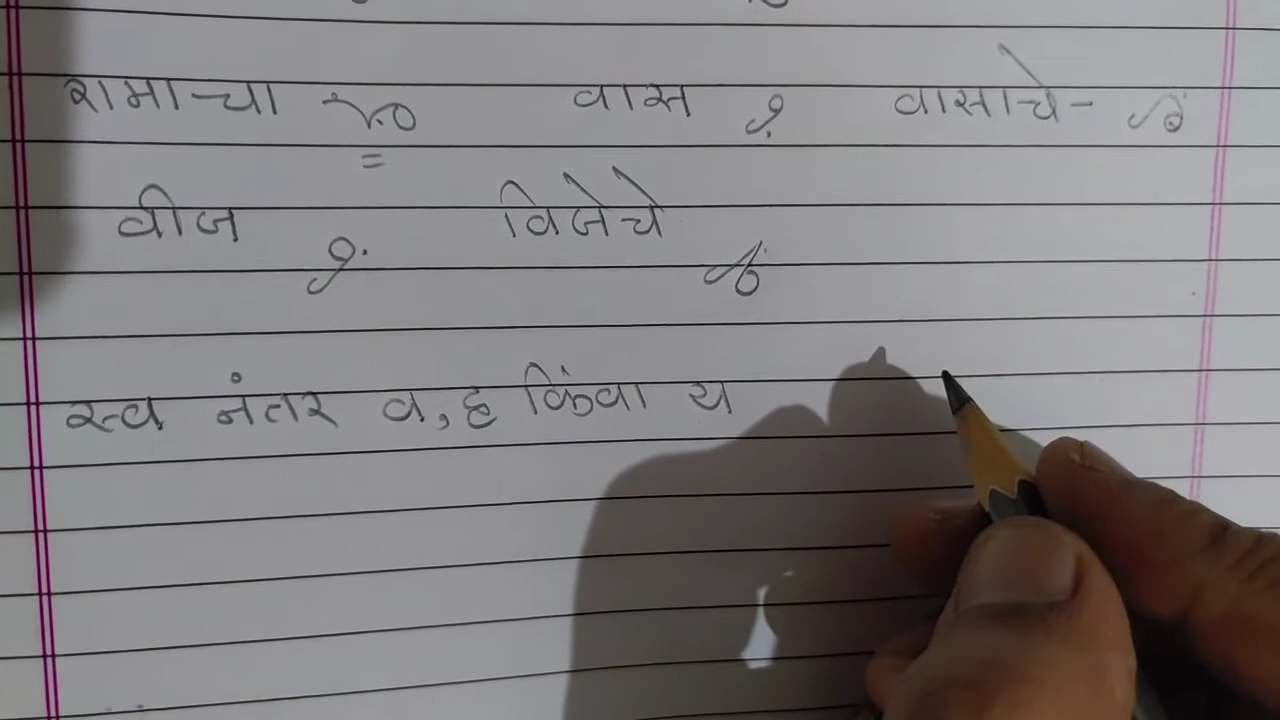 रामाच्या वास वासाचे-
वीज विजेचे
स्व नंतर व, ह किंवा य